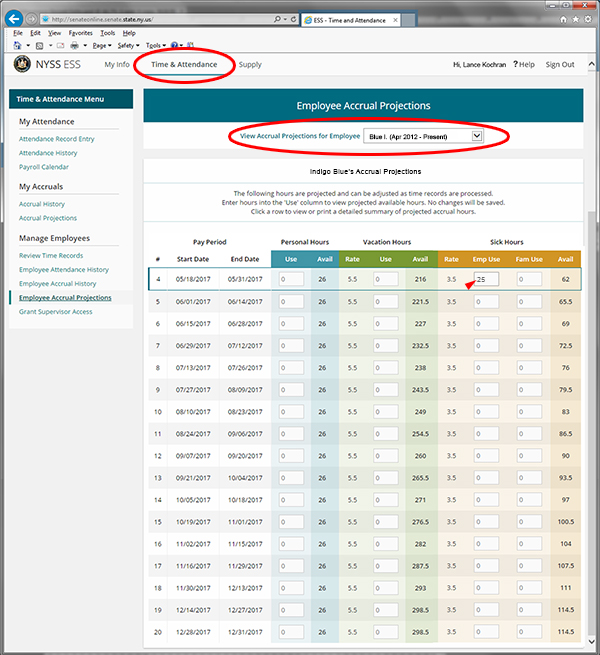 http://senateonline.senate.state.ny.us/
ESS - Time and Attendance
File Edit View Favorites Tools Help
Page Safety Tools
NYSS ESS My Info Time & Attendance Supply Hi, Lance Kochran ? Help Sign Out
Time & Attendance Menu
My Attendance
Attendance Record Entry
Attendance History
Payroll Calendar
My Accruals
Accrual History
Accrual Projections
Manage Employees
Review Time Records
Employee Attendance History
Employee Accrual History
Employee Accrual Projections
Grant Supervisor Access
Employee Accrual Projections
View Accrual Projections for Employee Blue I. (Apr 2012 - Present)
Indigo Blue's Accrual Projections
The following hours are projected and can be adjusted as time records are processed.
Enter hours into the 'Use' column to view projected available hours. No changes will be saved.
Click a row to view or print a detailed summary of projected accrual hours.
Pay Period Personal Hours Vacation Hours Sick Hours
# Start Date End Date Use Avail Rate Use Avail Rate Emp Use Fam Use Avail
4 05/18/2017 05/31/2017 0 26 5.5 0 216 3.5 .25 0 62
5 06/01/2017 06/14/2017 0 26 5.5 0 221.5 3.5 0 0 65.5
6 06/15/2017 06/28/2017 0 26 5.5 0 227 3.5 0 0 69
7 06/29/2017 07/12/2017 0 26 5.5 0 232.5 3.5 0 0 72.5
8 07/13/2017 07/26/2017 0 26 5.5 0 238 3.5 0 0 76
9 07/27/2017 08/09/2017 0 26 5.5 0 243.5 3.5 0 0 79.5
10 08/10/2017 08/23/2017 0 26 5.5 0 249 3.5 0 0 83
11 08/24/2017 09/06/2017 0 26 5.5 0 254.5 3.5 0 0 86.5
12 09/07/2017 09/20/2017 0 26 5.5 0 260 3.5 0 0 90
13 09/21/2017 10/04/2017 0 26 5.5 0 265.5 3.5 0 0 93.5
14 10/05/2017 10/18/2017 0 26 5.5 0 271 3.5 0 0 97
15 10/19/2017 11/01/2017 0 26 5.5 0 276.5 3.5 0 0 100.5
16 11/02/2017 11/15/2017 0 26 5.5 0 282 3.5 0 0 104
17 11/16/2017 11/29/2017 0 26 5.5 0 287.5 3.5 0 0 107.5
18 11/30/2017 12/13/2017 0 26 5.5 0 293 3.5 0 0 111
19 12/14/2017 12/27/2017 0 26 5.5 0 298.5 3.5 0 0 114.5
20 12/28/2017 12/31/2017 0 26 5.5 0 298.5 3.5 0 0 114.5